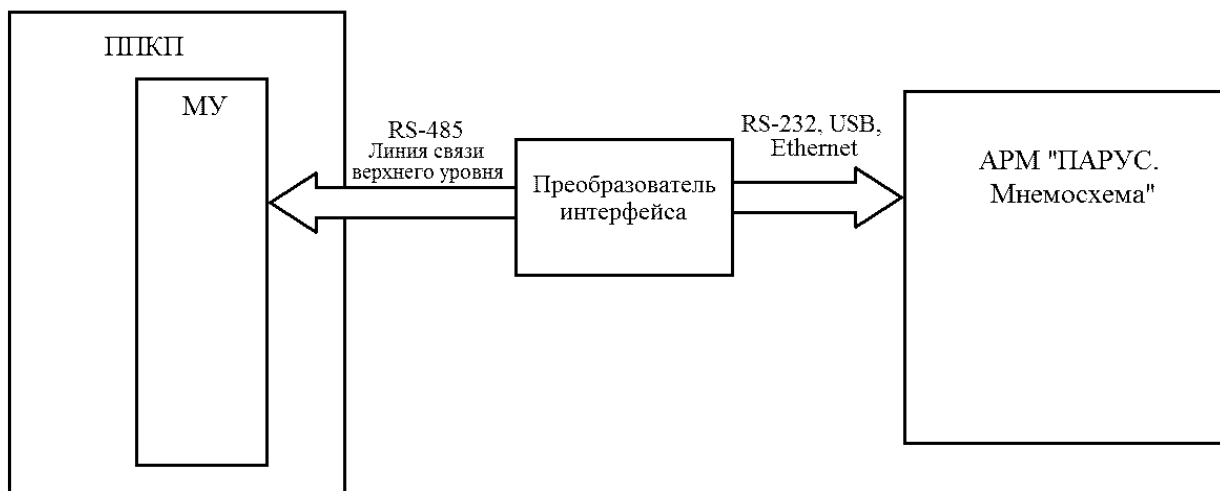 ППКП
МУ
RS-485
Линия связи
верхнего уровня
Преобразователь
интерфейса
RS-232, USB,
Ethernet
АРМ "ПАРУС.
Мнемосхема"